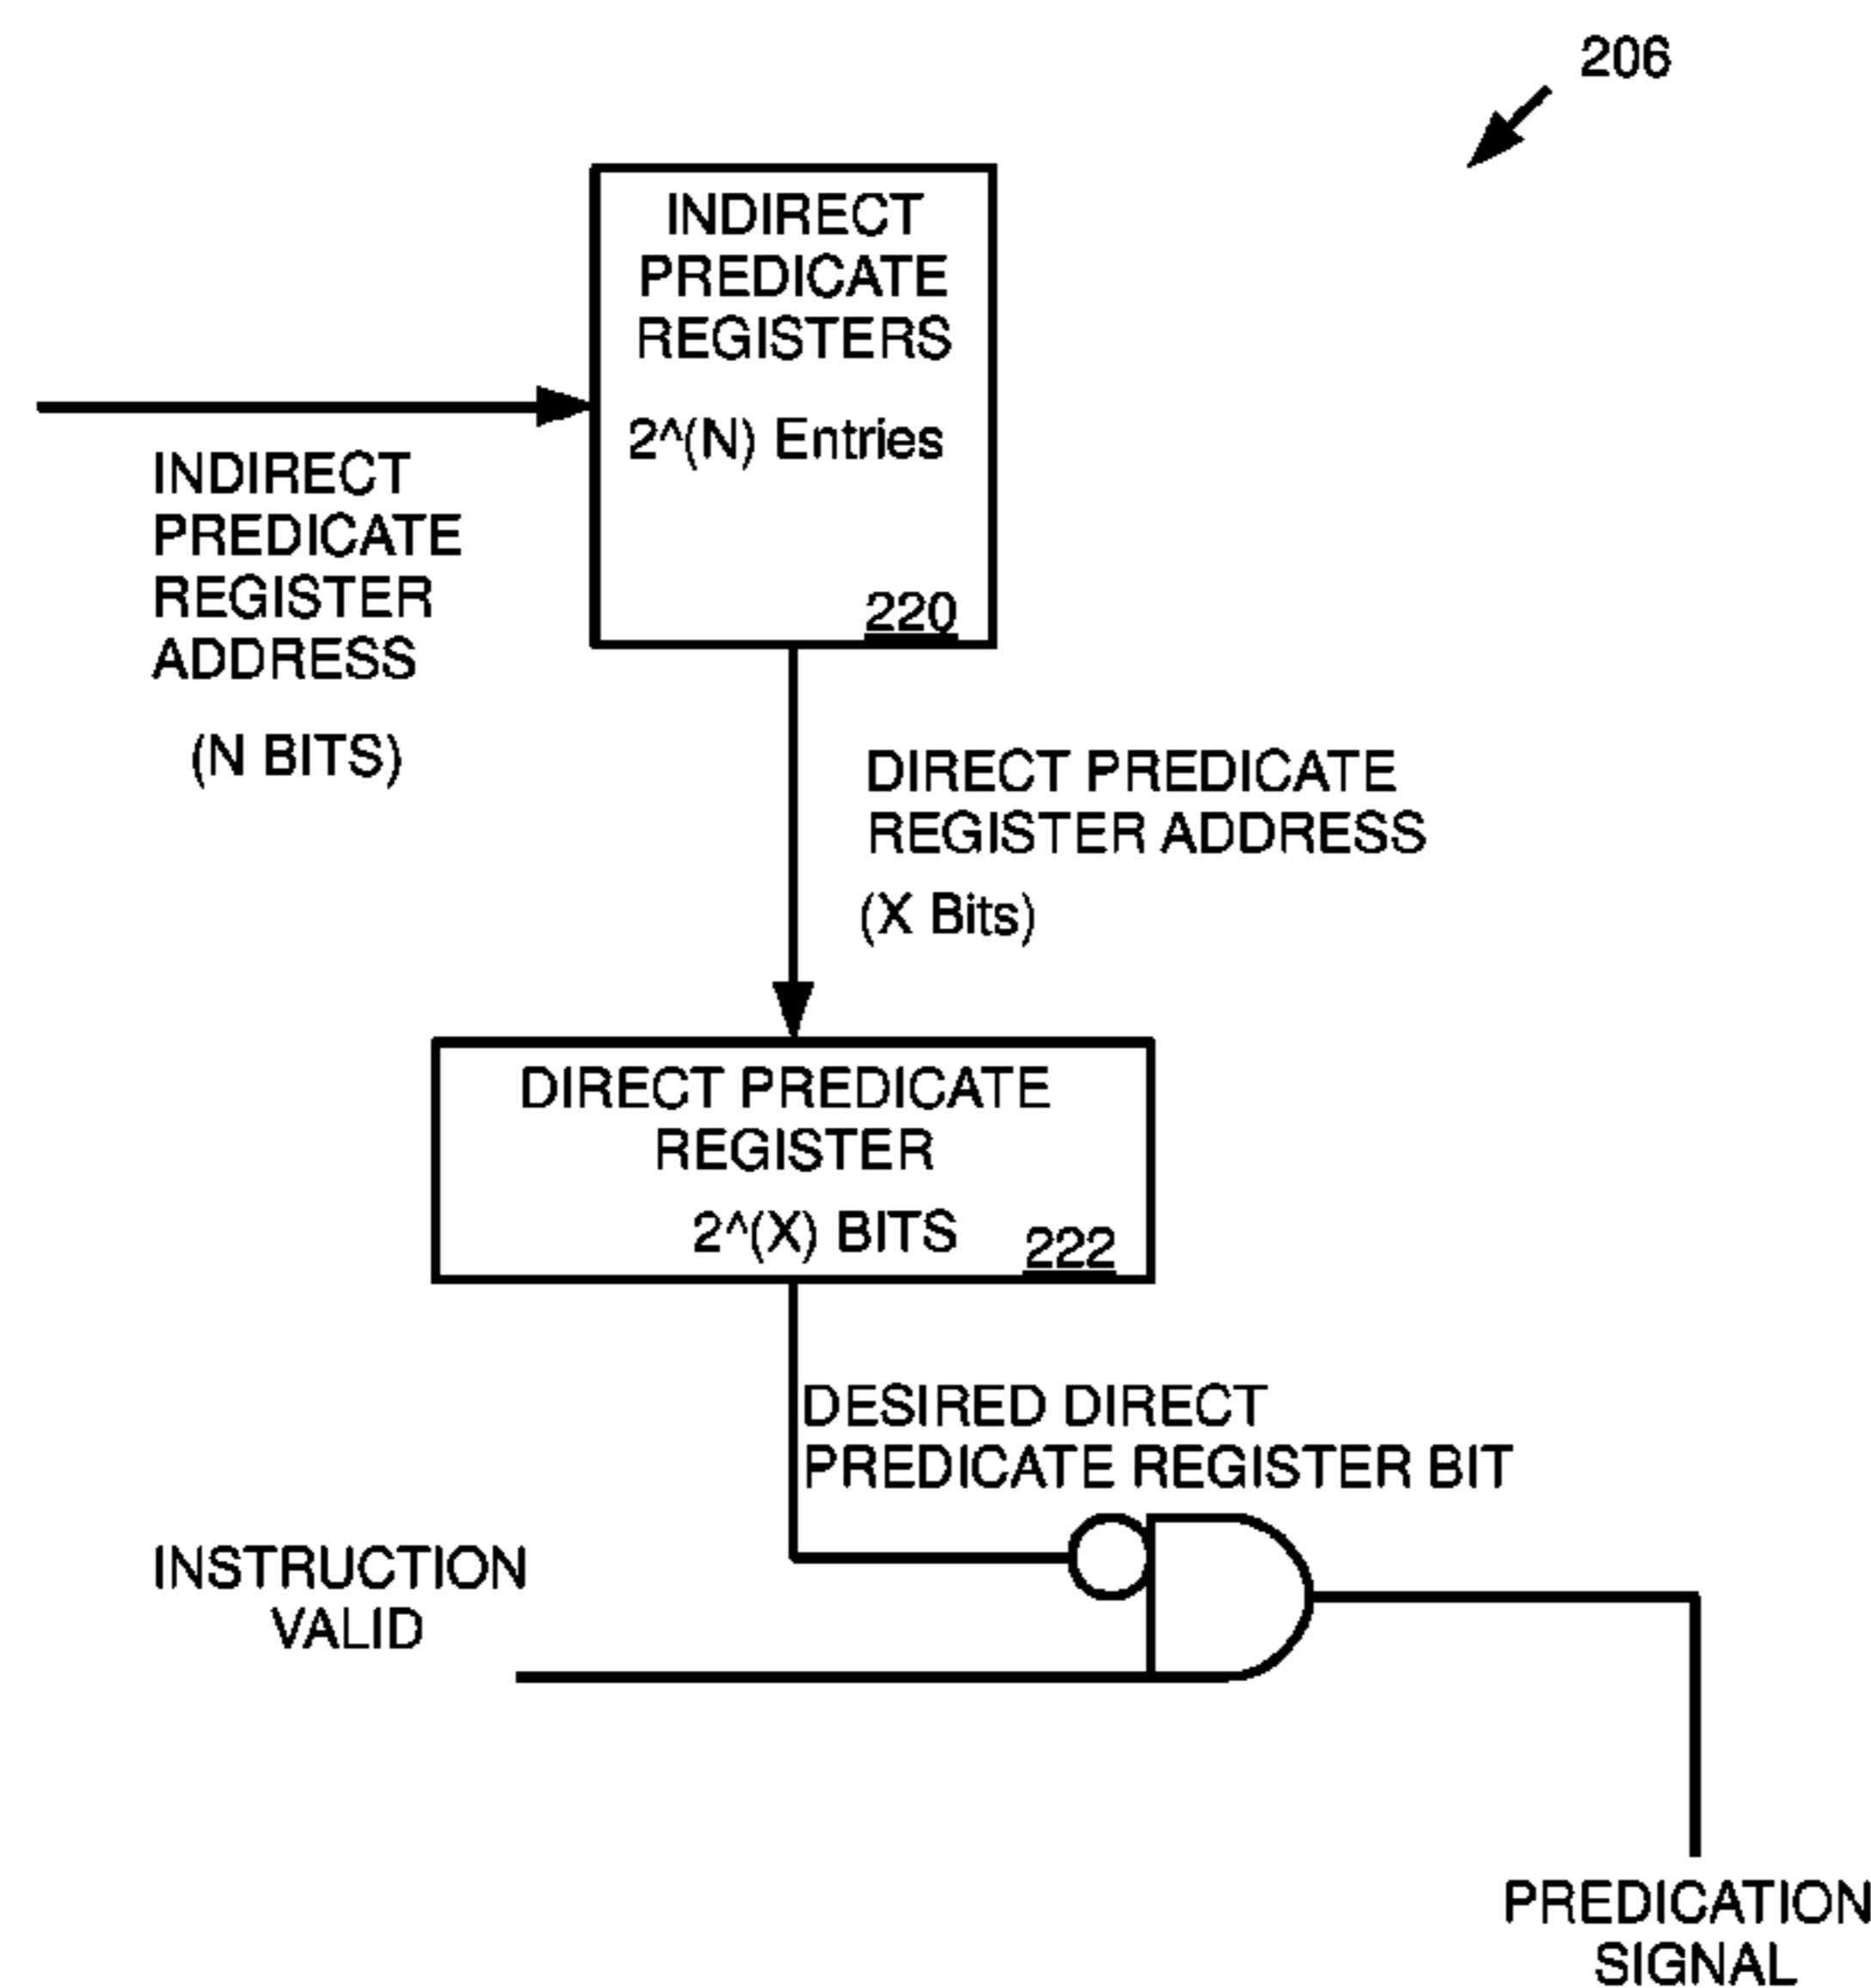 206
INDIRECT
PREDICATE
REGISTERS
2^(N) Entries
220
INDIRECT
PREDICATE
REGISTER
ADDRESS
(N BITS)
DIRECT PREDICATE
REGISTER ADDRESS
(X Bits)
DIRECT PREDICATE
REGISTER
2^(X) BITS
222
DESIRED DIRECT
PREDICATE REGISTER BIT
INSTRUCTION
VALID
PREDICATION
SIGNAL